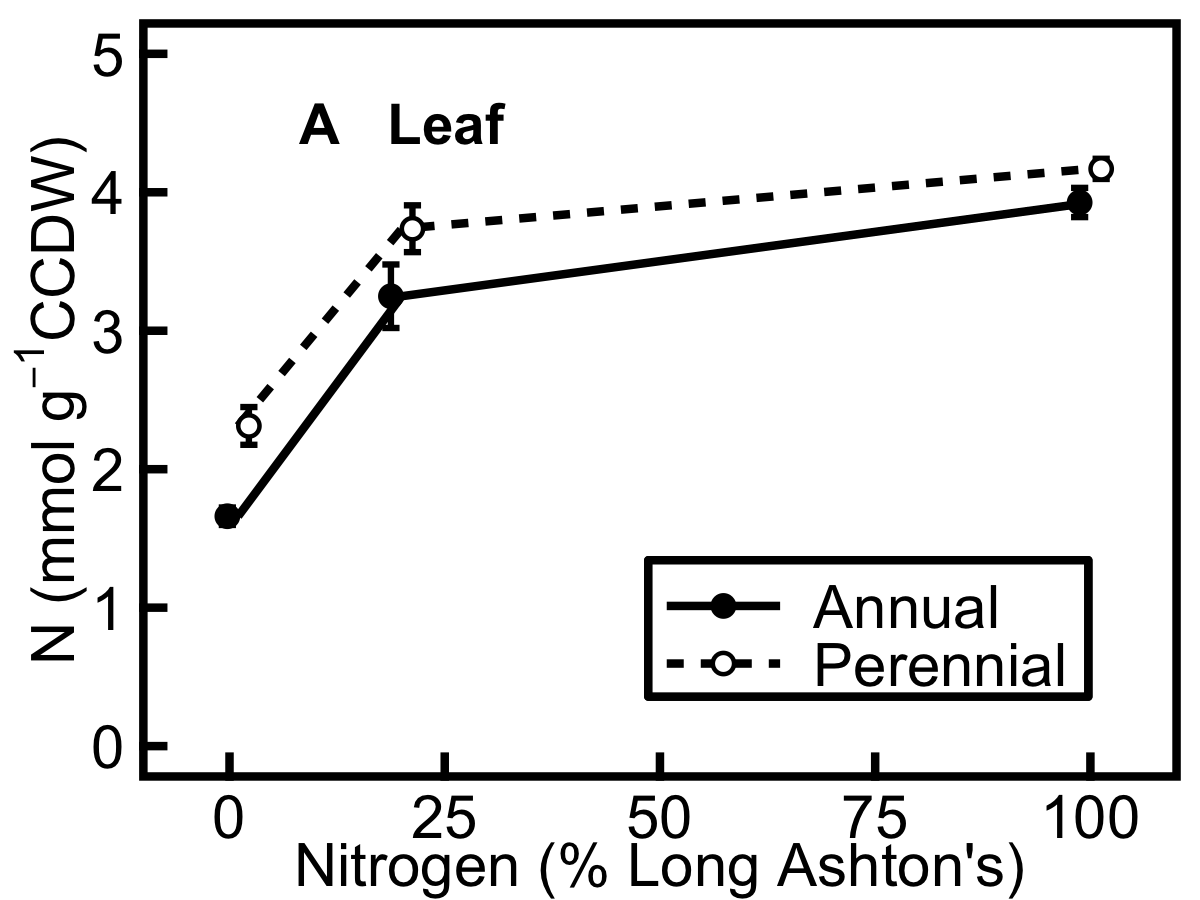 5
A Leaf
4
3
2
1
0
N (mmol g⁻¹CCDW)
Annual
Perennial
0 25 50 75 100
Nitrogen (% Long Ashton's)